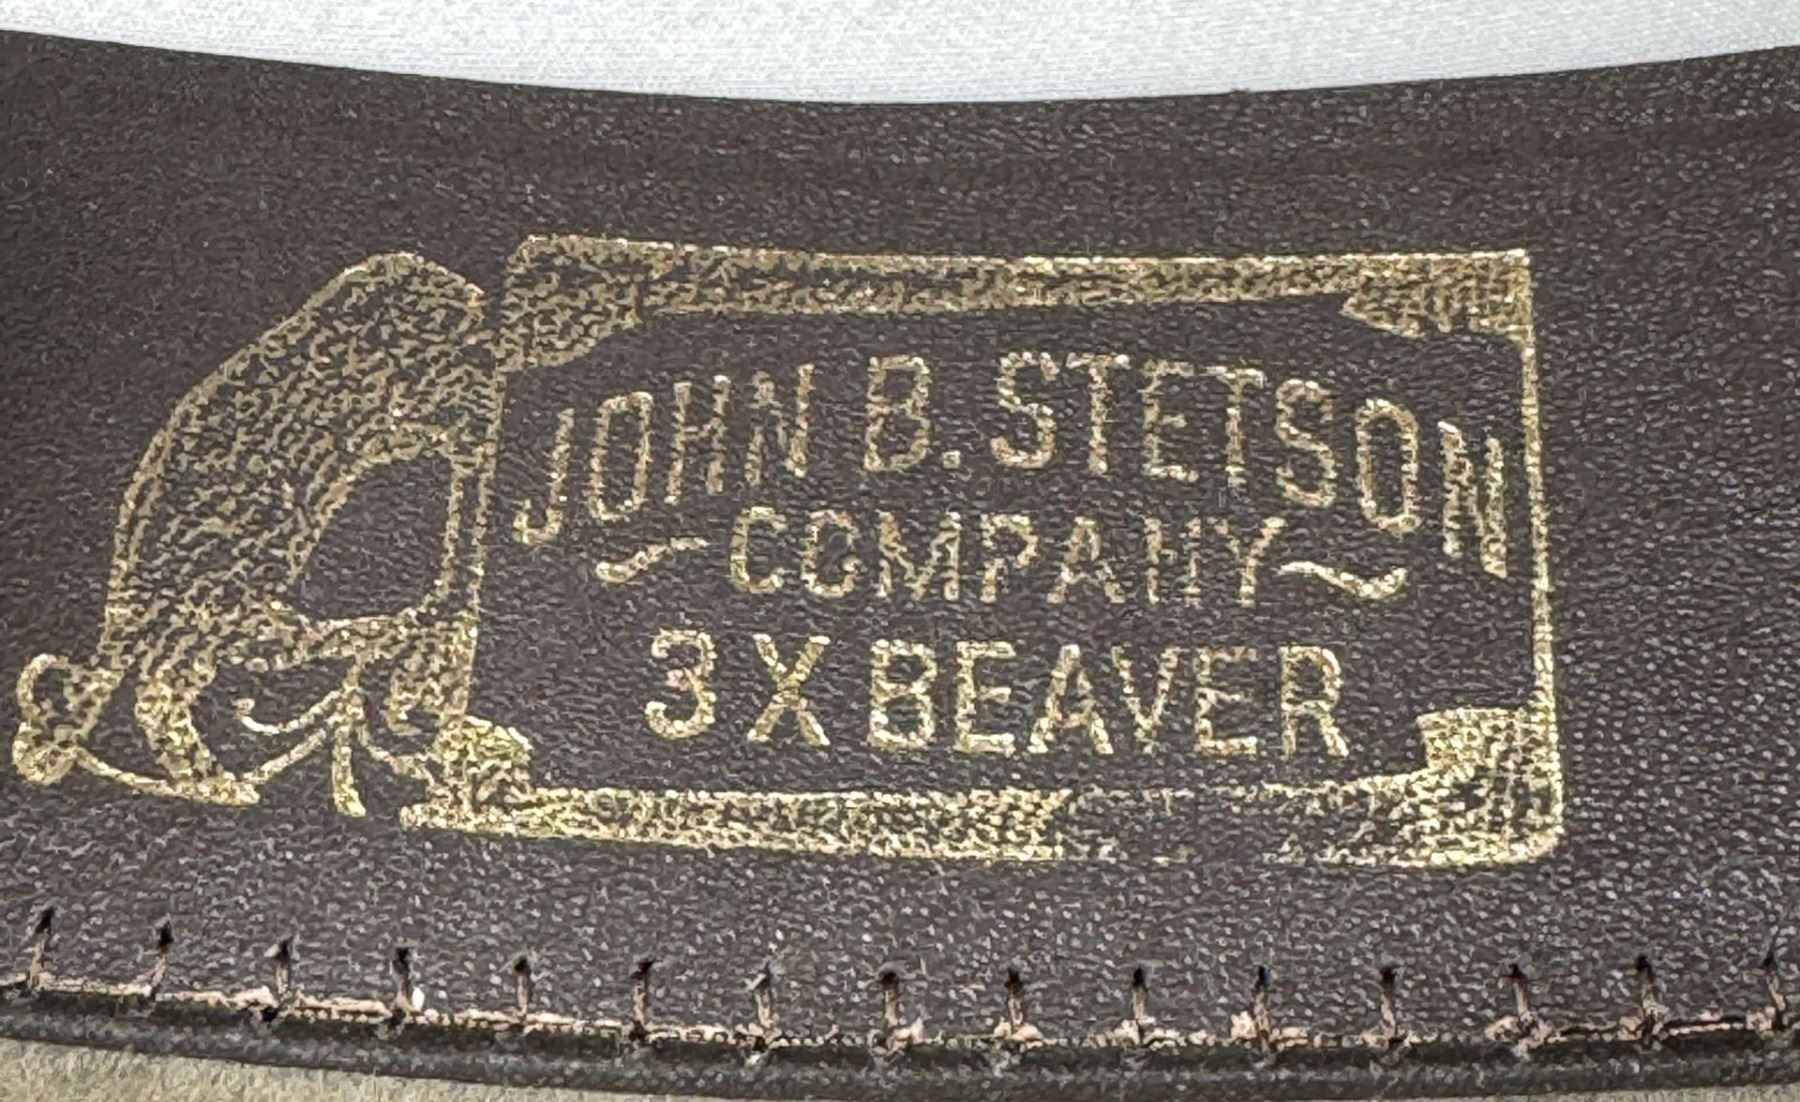 JOHN B. STETSON
COMPANY
3X BEAVER